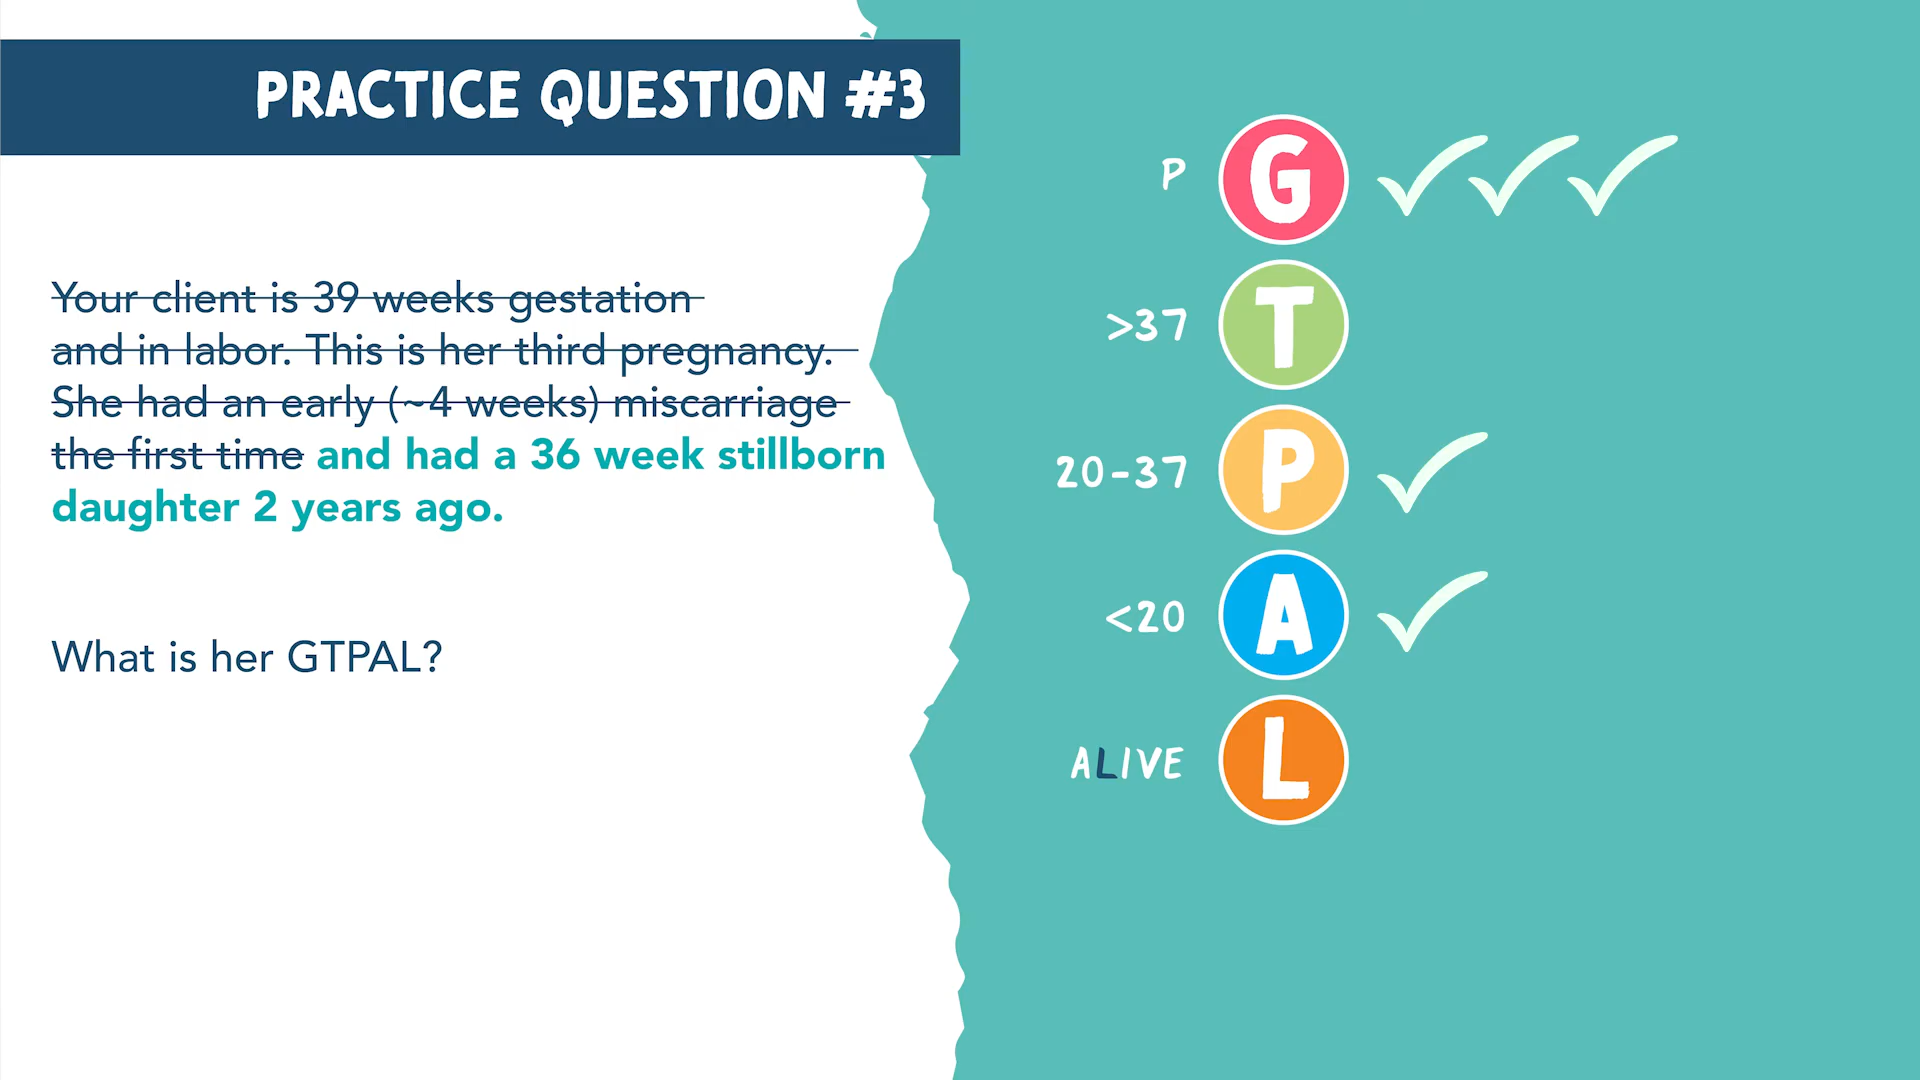 PRACTICE QUESTION #3
Your client is 39 weeks gestation
and in labor. This is her third pregnancy.
She had an early (~4 weeks) miscarriage
the first time and had a 36 week stillborn
daughter 2 years ago.
What is her GTPAL?
P G
>37 T
20-37 P
<20 A
ALIVE L